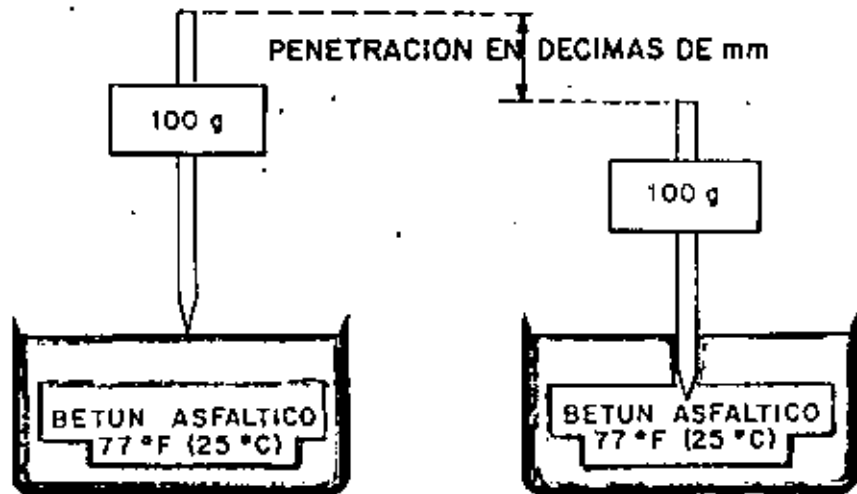 PENETRACION EN DECIMAS DE mm
100 g
100 g
BETUN ASFALTICO
77 °F (25 °C)
BETUN ASFALTICO
77 °F (25 °C)